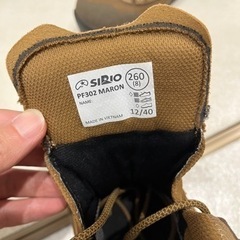 SIRIO
PF302 MARON
NAME:
MADE IN VIETNAM
260
(8)
12/40